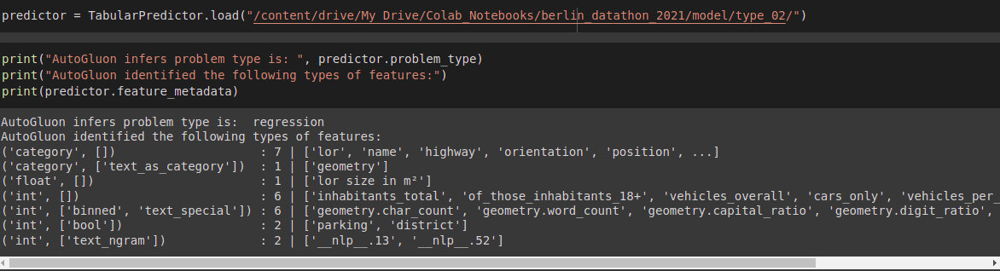 predictor = TabularPredictor.load("/content/drive/My Drive/Colab_Notebooks/berlin_datathon_2021/model/type_02/")
print("AutoGluon infers problem type is: ", predictor.problem_type)
print("AutoGluon identified the following types of features:")
print(predictor.feature_metadata)
AutoGluon infers problem type is:  regression
AutoGluon identified the following types of features:
('category', [])                    : 7 | ['lor', 'name', 'highway', 'orientation', 'position', ...]
('category', ['text_as_category'])  : 1 | ['geometry']
('float', [])                       : 1 | ['lor size in m²']
('int', [])                         : 6 | ['inhabitants_total', 'of_those_inhabitants_18+', 'vehicles_overall', 'cars_only', 'vehicles_per_
('int', ['binned', 'text_special']) : 6 | ['geometry.char_count', 'geometry.word_count', 'geometry.capital_ratio', 'geometry.digit_ratio',
('int', ['bool'])                   : 2 | ['parking', 'district']
('int', ['text_ngram'])             : 2 | ['__nlp__.13', '__nlp__.52']